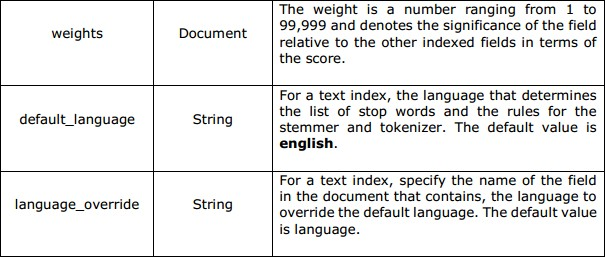 weights
Document
The weight is a number ranging from 1 to
99,999 and denotes the significance of the field
relative to the other indexed fields in terms of
the score.
default_language
String
For a text index, the language that determines
the list of stop words and the rules for the
stemmer and tokenizer. The default value is
english.
language_override
String
For a text index, specify the name of the field
in the document that contains, the language to
override the default language. The default value
is language.